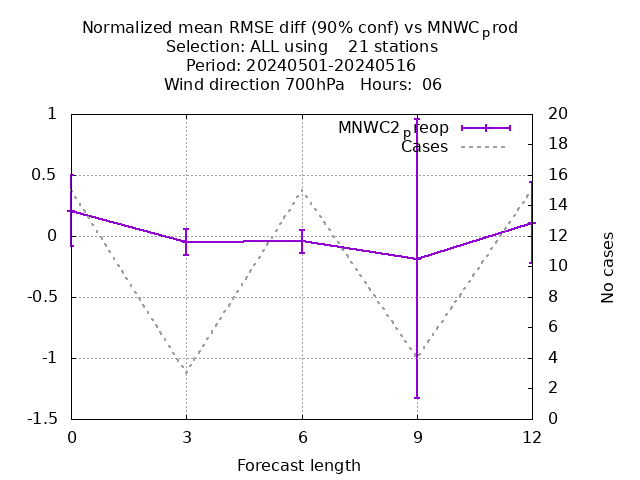 Normalized mean RMSE diff (90% conf) vs MNWCprod
Selection: ALL using    21 stations
Period: 20240501-20240516
Wind direction 700hPa   Hours:  06
MNWC2preop
Cases
1
0.5
0
-0.5
-1
-1.5
20
18
16
14
12
10
8
6
4
2
0
No cases
0 3 6 9 12
Forecast length